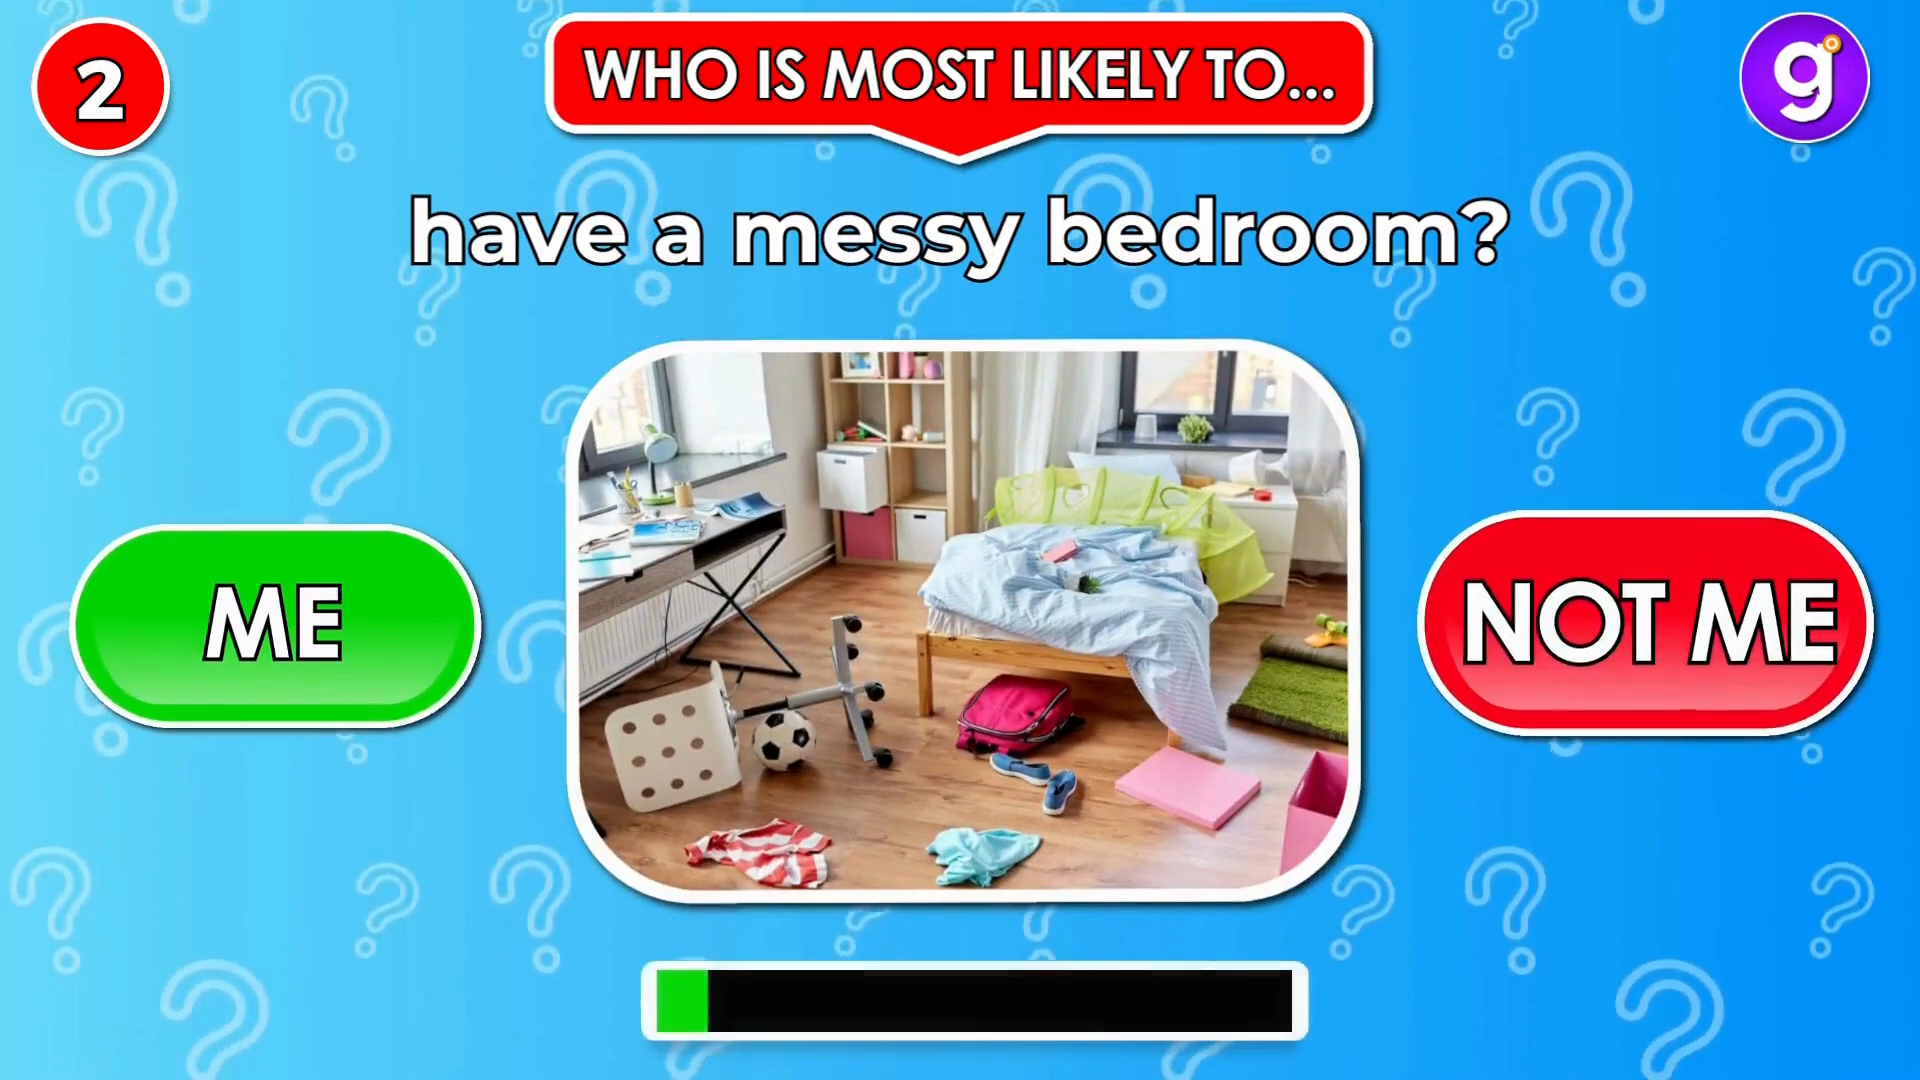 2
WHO IS MOST LIKELY TO...
g
have a messy bedroom?
ME
NOT ME